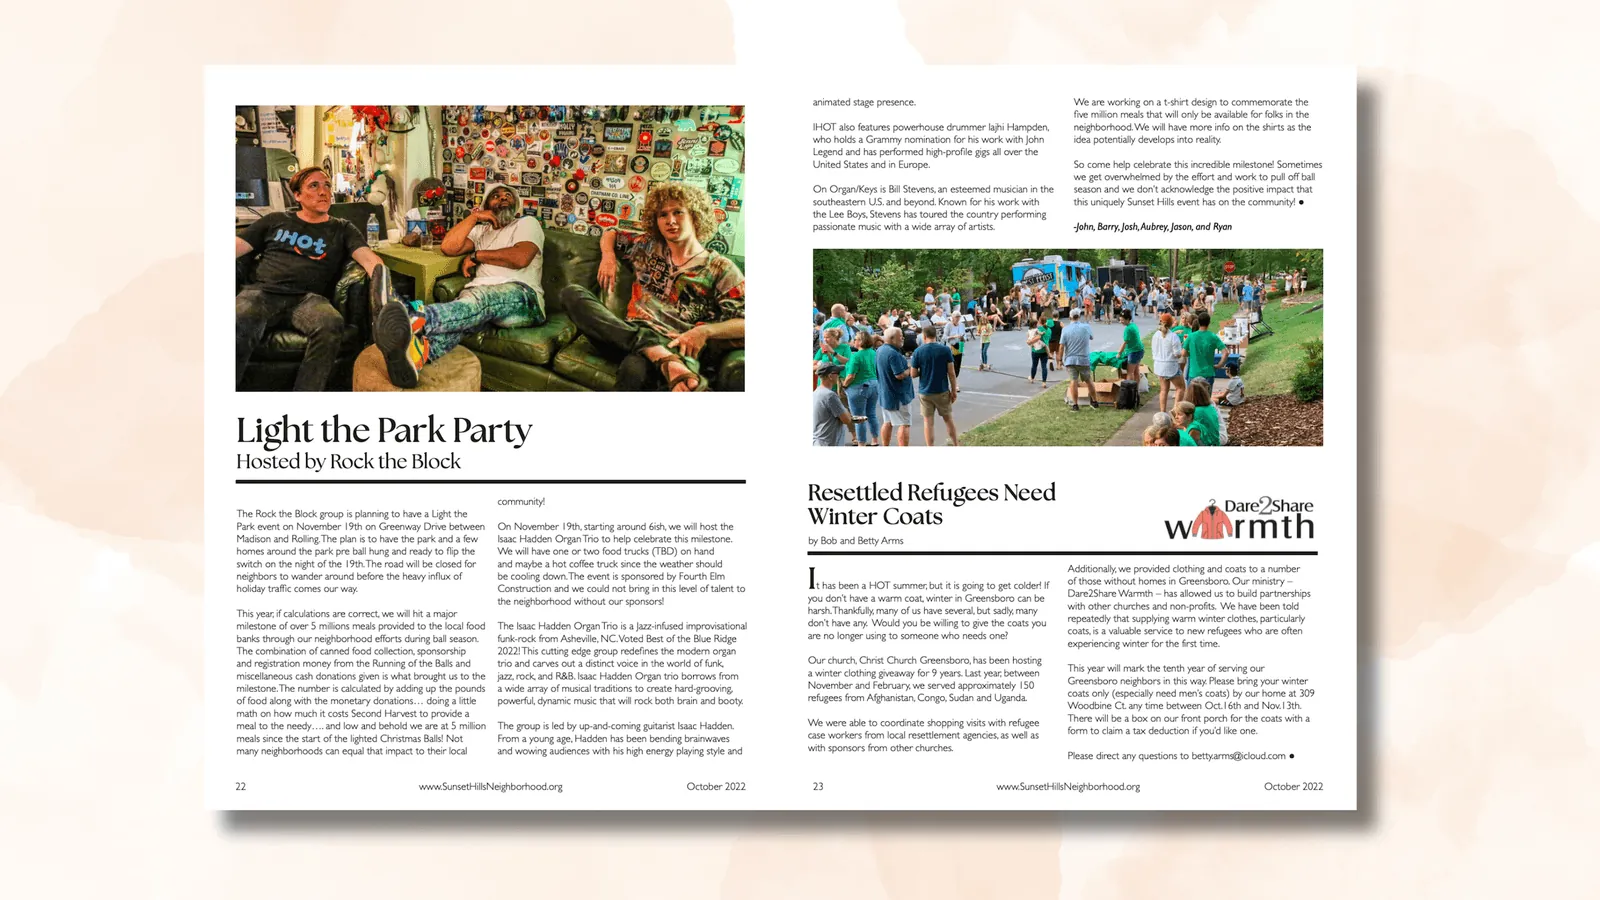 Light the Park Party
Hosted by Rock the Block
The Rock the Block group is planning to have a Light the
Park event on November 19th on Greenway Drive between
Madison and Rolling. The plan is to have the park and a few
homes around the park pre ball hung and ready to flip the
switch on the night of the 19th. The road will be closed for
neighbors to wander around before the heavy influx of
holiday traffic comes our way.
This year, if calculations are correct, we will hit a major
milestone of over 5 millions meals provided to the local food
banks through our neighborhood efforts during ball season.
The combination of canned food collection, sponsorship
and registration money from the Running of the Balls and
miscellaneous cash donations given is what brought us to the
milestone. The number is calculated by adding up the pounds
of food along with the monetary donations... doing a little
math on how much it costs Second Harvest to provide a
meal to the needy.... and low and behold we are at 5 million
meals since the start of the lighted Christmas Balls! Not
many neighborhoods can equal that impact to their local
community!
On November 19th, starting around 6ish, we will host the
Isaac Hadden Organ Trio to help celebrate this milestone.
We will have one or two food trucks (TBD) on hand
and maybe a hot coffee truck since the weather should
be cooling down. The event is sponsored by Fourth Elm
Construction and we could not bring in this level of talent to
the neighborhood without our sponsors!
The Isaac Hadden Organ Trio is a Jazz-infused improvisational
funk-rock from Asheville, NC. Voted Best of the Blue Ridge
2022! This cutting edge group redefines the modern organ
trio and carves out a distinct voice in the world of funk,
jazz, rock, and R&B. Isaac Hadden Organ trio borrows from
a wide array of musical traditions to create hard-grooving,
powerful, dynamic music that will rock both brain and booty.
The group is led by up-and-coming guitarist Isaac Hadden.
From a young age, Hadden has been bending brainwaves
and wowing audiences with his high energy playing style and
22
www.SunsetHillsNeighborhood.org
October 2022
animated stage presence.
IHOT also features powerhouse drummer Iajhi Hampden,
who holds a Grammy nomination for his work with John
Legend and has performed high-profile gigs all over the
United States and in Europe.
On Organ/Keys is Bill Stevens, an esteemed musician in the
southeastern U.S. and beyond. Known for his work with
the Lee Boys, Stevens has toured the country performing
passionate music with a wide array of artists.
We are working on a t-shirt design to commemorate the
five million meals that will only be available for folks in the
neighborhood. We will have more info on the shirts as the
idea potentially develops into reality.
So come help celebrate this incredible milestone! Sometimes
we get overwhelmed by the effort and work to pull off ball
season and we don't acknowledge the positive impact that
this uniquely Sunset Hills event has on the community! ●
-John, Barry, Josh, Aubrey, Jason, and Ryan
Resettled Refugees Need
Winter Coats
by Bob and Betty Arms
Dare2Share
warmth
It has been a HOT summer, but it is going to get colder! If
you don't have a warm coat, winter in Greensboro can be
harsh. Thankfully, many of us have several, but sadly, many
don't have any. Would you be willing to give the coats you
are no longer using to someone who needs one?
Our church, Christ Church Greensboro, has been hosting
a winter clothing giveaway for 9 years. Last year, between
November and February, we served approximately 150
refugees from Afghanistan, Congo, Sudan and Uganda.
We were able to coordinate shopping visits with refugee
case workers from local resettlement agencies, as well as
with sponsors from other churches.
Additionally, we provided clothing and coats to a number
of those without homes in Greensboro. Our ministry –
Dare2Share Warmth – has allowed us to build partnerships
with other churches and non-profits. We have been told
repeatedly that supplying warm winter clothes, particularly
coats, is a valuable service to new refugees who are often
experiencing winter for the first time.
This year will mark the tenth year of serving our
Greensboro neighbors in this way. Please bring your winter
coats only (especially need men's coats) by our home at 309
Woodbine Ct. any time between Oct.16th and Nov.13th.
There will be a box on our front porch for the coats with a
form to claim a tax deduction if you'd like one.
Please direct any questions to betty.arms@icloud.com ●
23
www.SunsetHillsNeighborhood.org
October 2022
IHOT
STOP